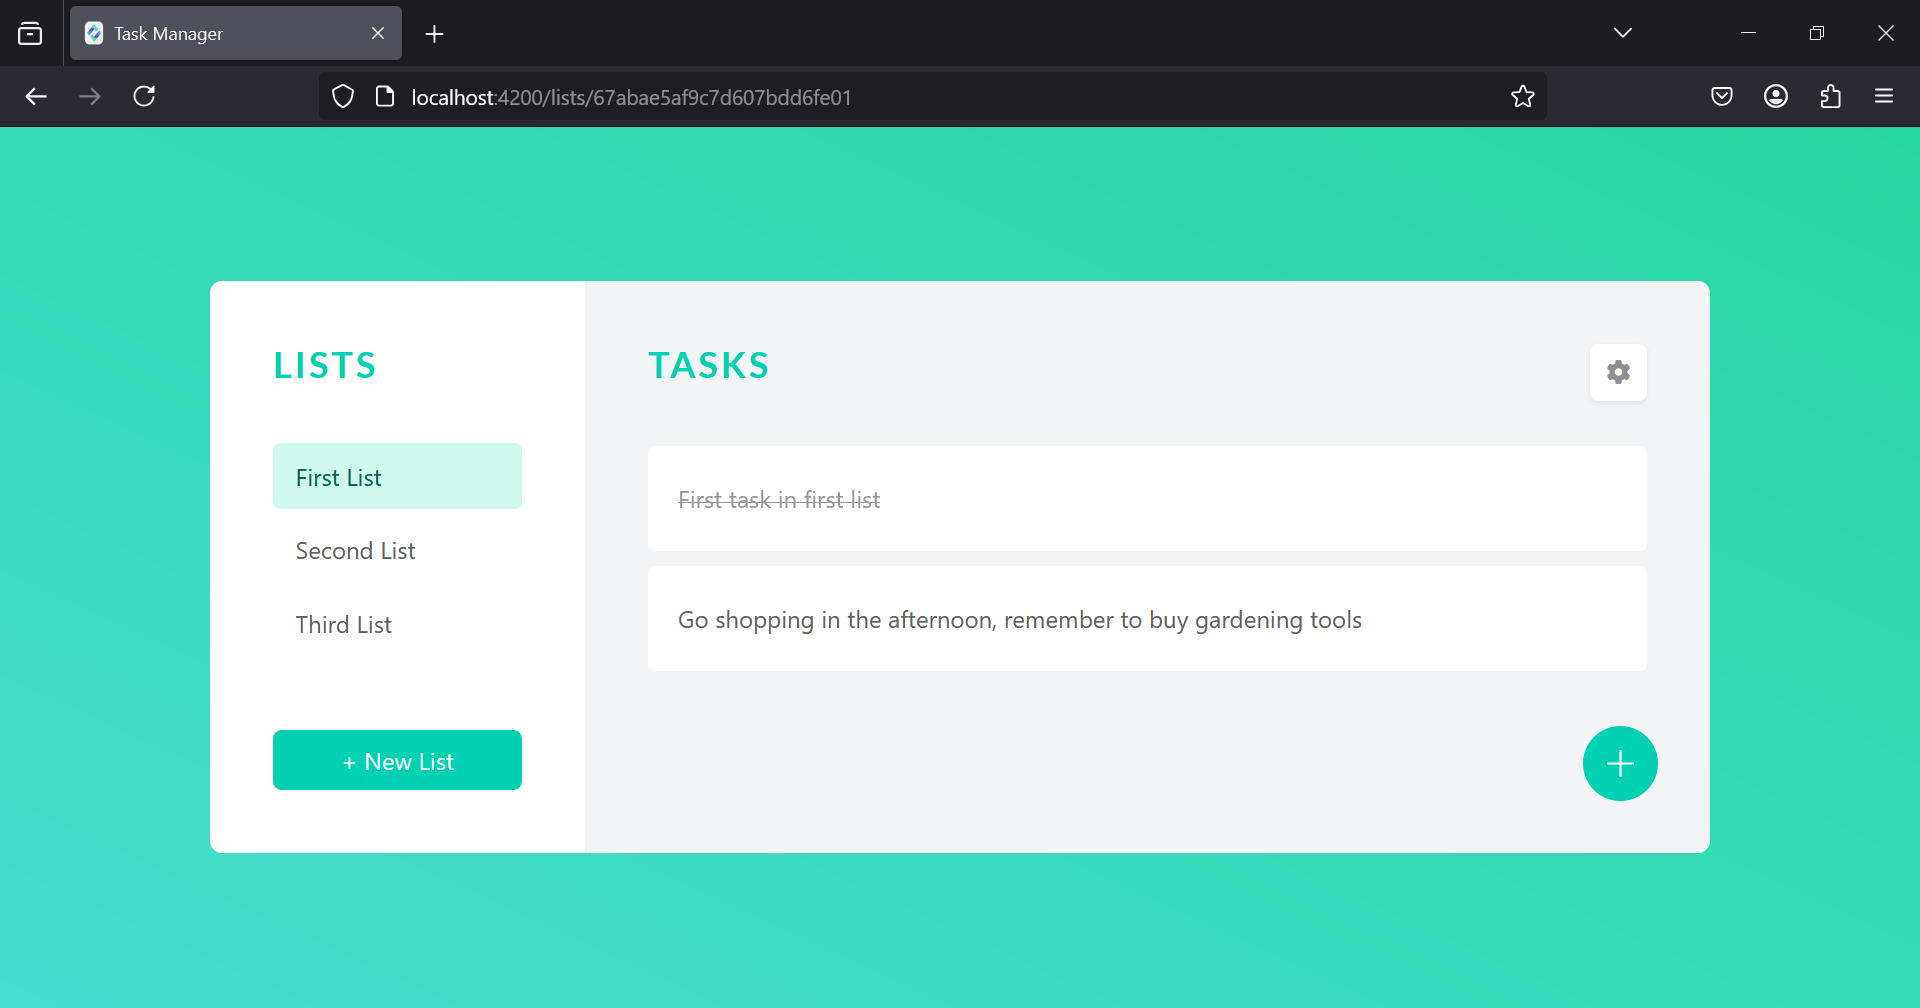 Task Manager
localhost:4200/lists/67abae5af9c7d607bdd6fe01
LISTS
First List
Second List
Third List
+ New List
TASKS
First task in first list
Go shopping in the afternoon, remember to buy gardening tools